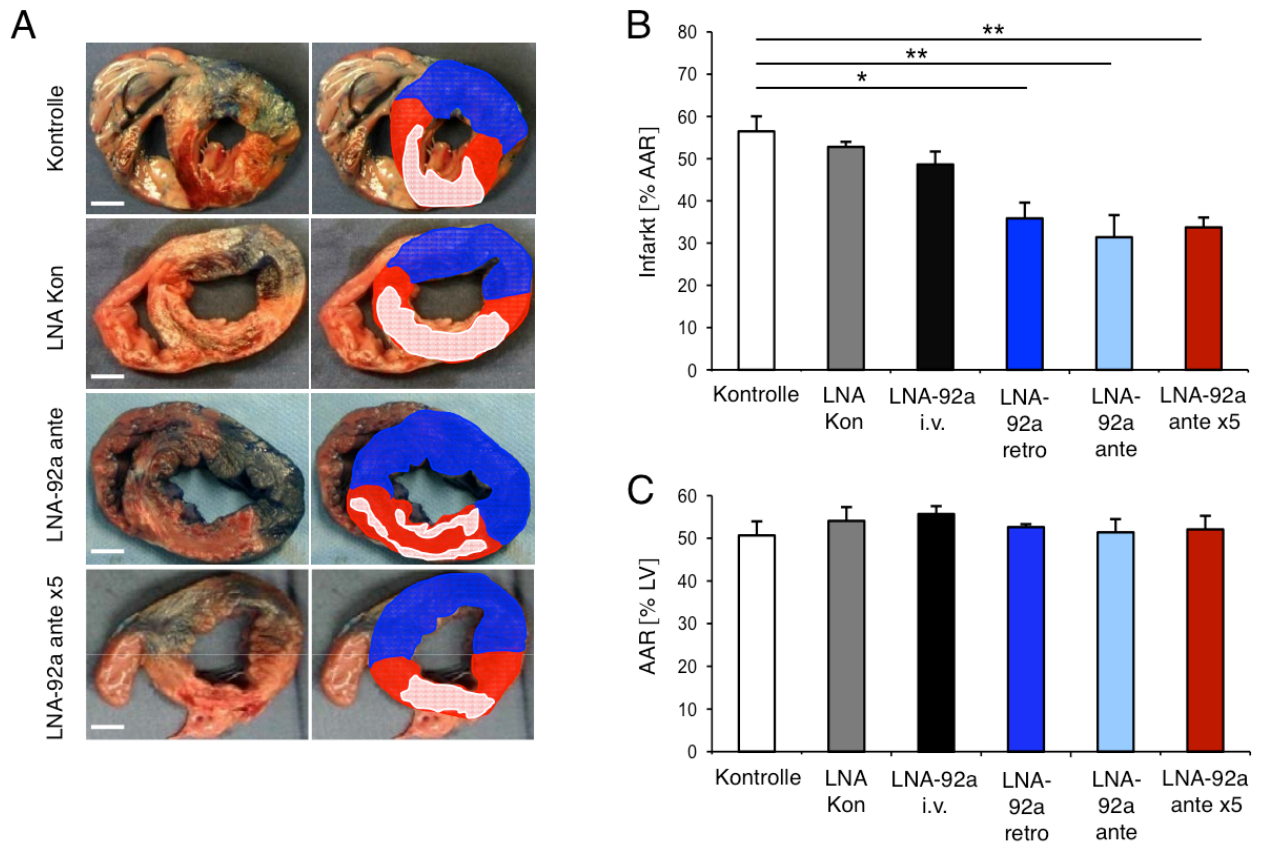 A
Kontrolle
LNA Kon
LNA-92a ante
LNA-92a ante x5
B
Infarkt [% AAR]
80
70
60
50
40
30
20
10
0
**
**
*
Kontrolle
LNA
Kon
LNA-92a
i.v.
LNA-
92a
retro
LNA-
92a
ante
LNA-92a
ante x5
C
AAR [% LV]
60
50
40
30
20
10
0
Kontrolle
LNA
Kon
LNA-92a
i.v.
LNA-
92a
retro
LNA-
92a
ante
LNA-92a
ante x5